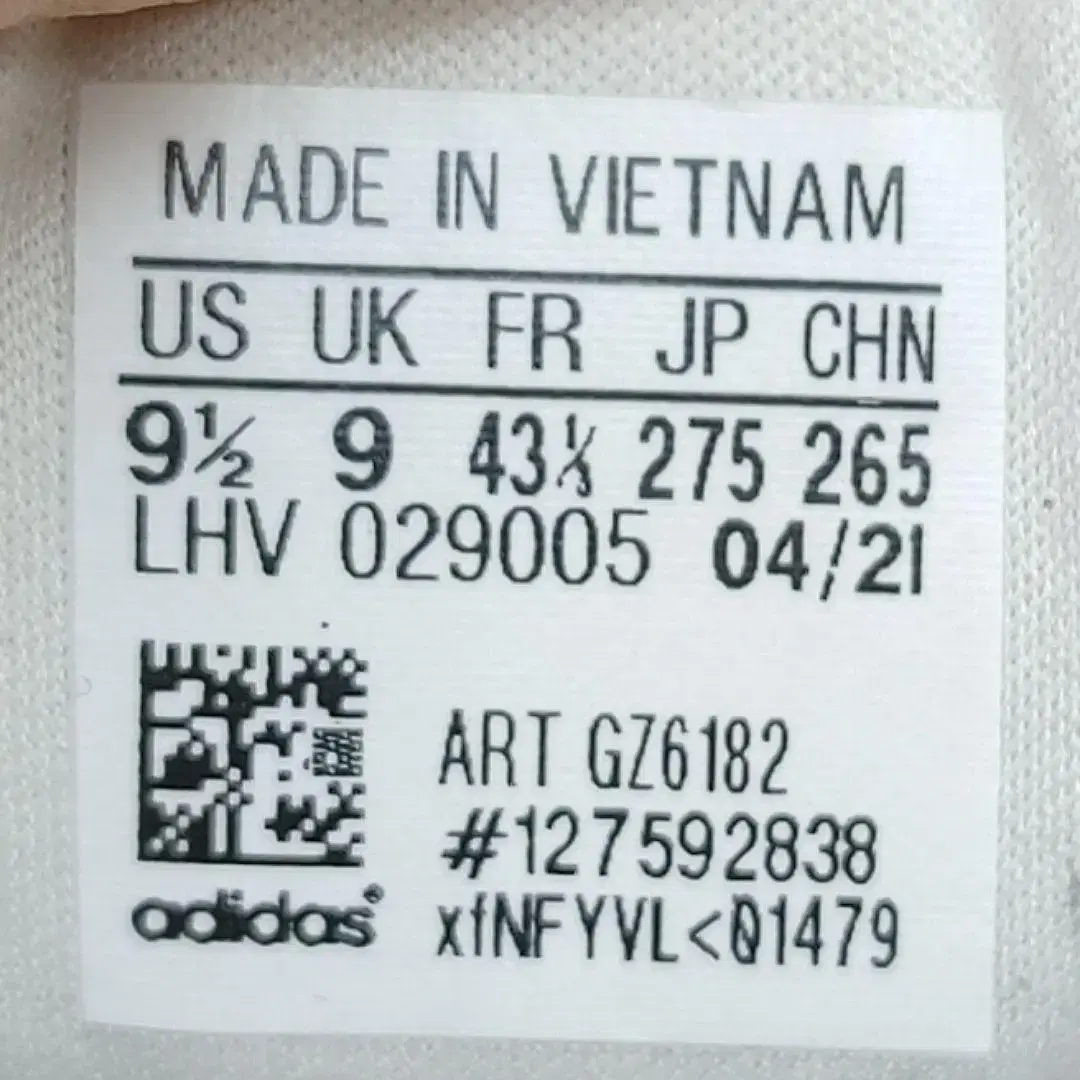 MADE IN VIETNAM
US UK FR JP CHN
9½ 9 43⅓ 275 265
LHV 029005 04/21
ART GZ6182
#127592838
xfNFYVL<01479
adidas®